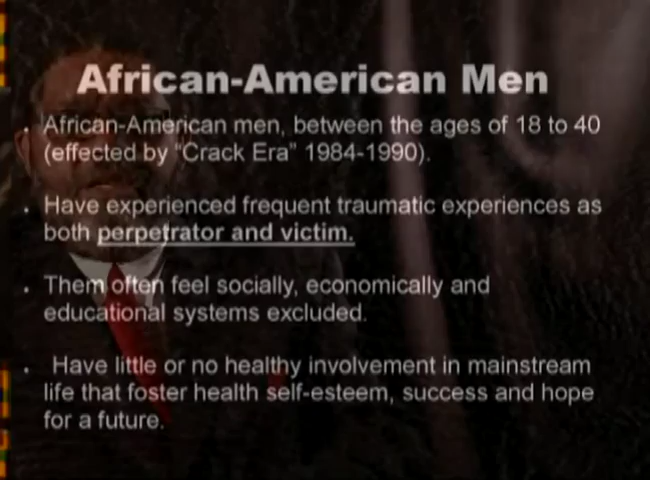 African-American Men
. African-American men, between the ages of 18 to 40
(effected by "Crack Era" 1984-1990).
. Have experienced frequent traumatic experiences as
both perpetrator and victim.
. Them often feel socially, economically and
educational systems excluded.
. Have little or no healthy involvement in mainstream
life that foster health self-esteem, success and hope
for a future.